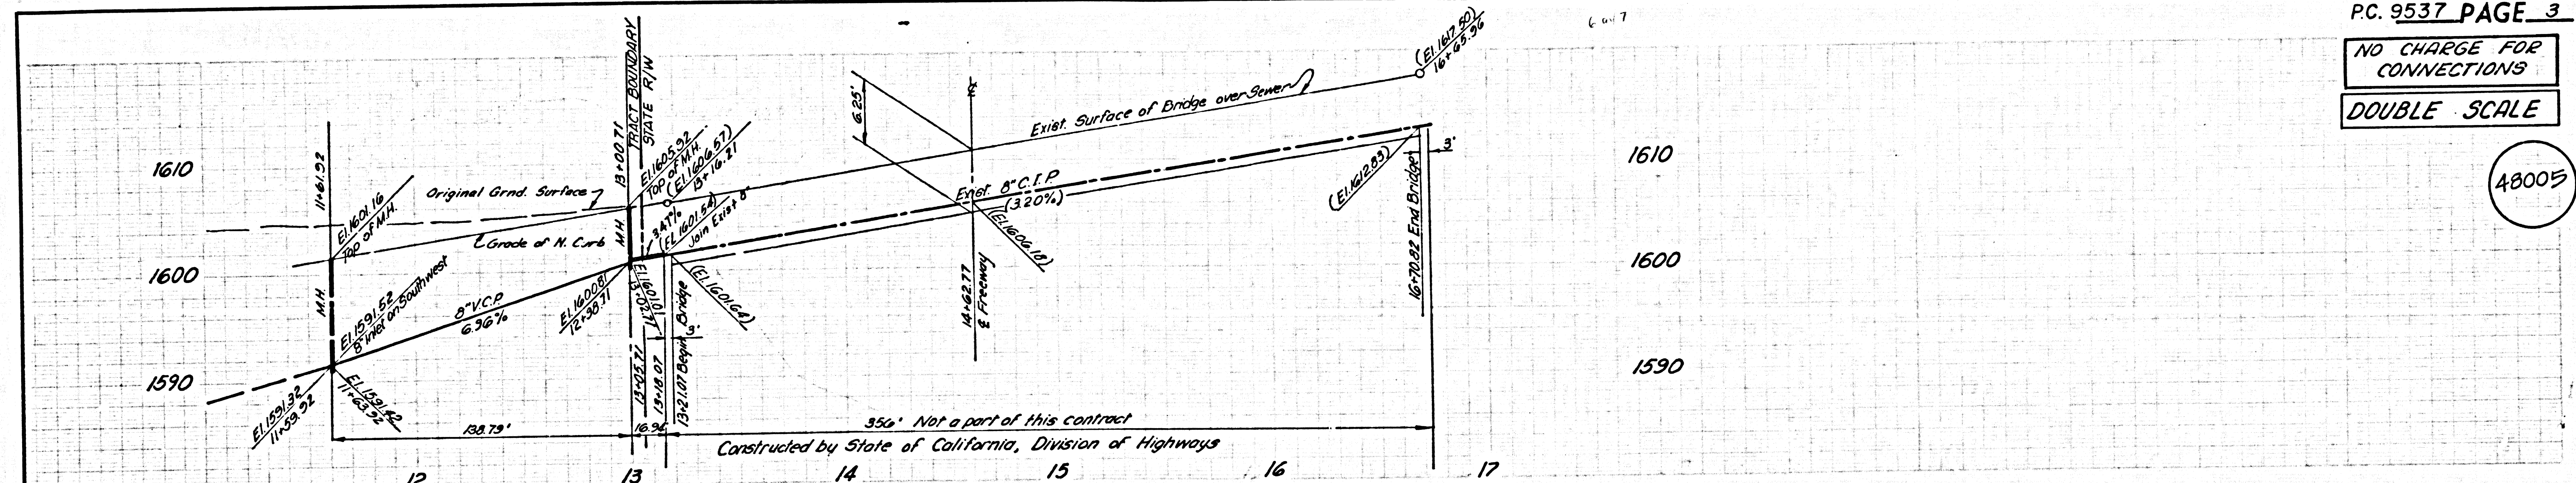 P.C. 9537 PAGE 3
NO CHARGE FOR
CONNECTIONS
DOUBLE SCALE
48005
TRACT BOUNDARY
STATE R/W
(El.1617.50)
16+65.96
6.25'
℄
Exist. Surface of Bridge over Sewer
1610
11+61.92
El.1601.16
TOP of M.H.
Original Grnd. Surface
13+00.71
El.1605.92
TOP of M.H.
(El.1606.57)
13+16.21
Exist. 8" C.I.P.
(3.20%)
(El.1612.83)
3'
1610
Grade of N. Curb
M.H.
3.47%
(El.1601.54)
Join Exist 8"
(El.1606.18)
1600
M.H.
El.1591.52
8" Inlet on Southwest
8" V.C.P.
6.96%
El.1600.81
12+98.71
El.1601.01
13+02.71
(El.1601.64)
14+62.77
℄ Freeway
16+70.82 End Bridge
1600
1590
El.1591.32
11+59.92
El.1591.42
11+63.92
13+05.71
13+18.07
13+21.07 Begin Bridge
3'
1590
138.79'
16.94'
356' Not a part of this contract
Constructed by State of California, Division of Highways
12
13
14
15
16
17